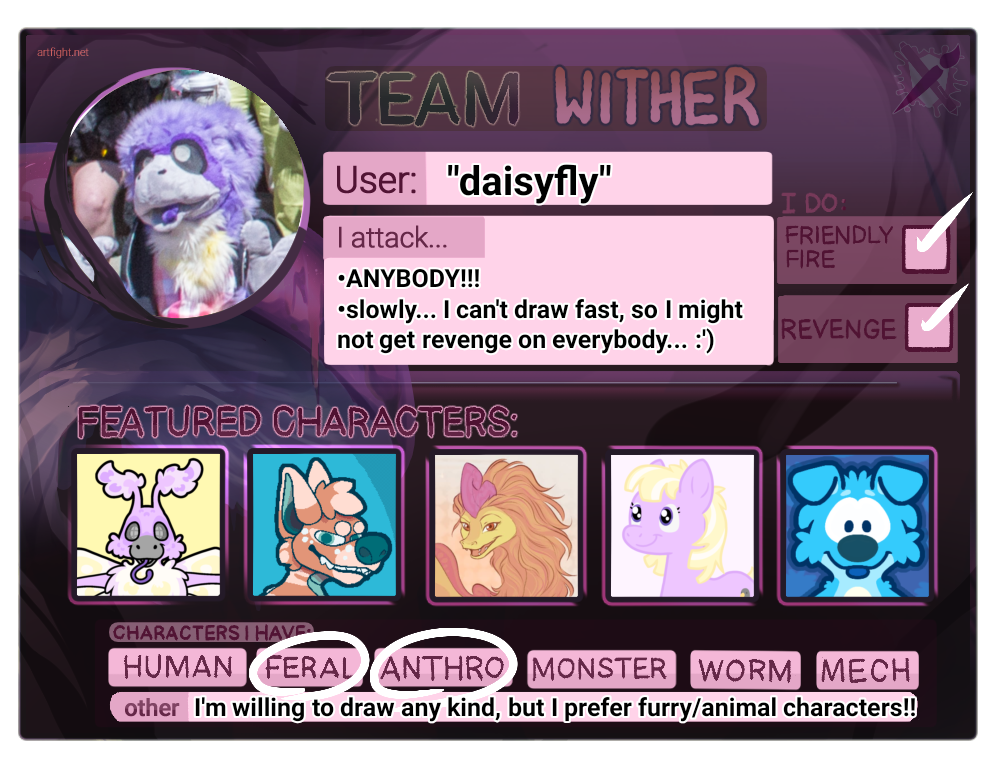 artfight.net
TEAM WITHER
User: "daisyfly"
I attack...
•ANYBODY!!!
•slowly... I can't draw fast, so I might
not get revenge on everybody... :')
I DO:
FRIENDLY
FIRE
REVENGE
FEATURED CHARACTERS:
CHARACTERS I HAVE:
HUMAN FERAL ANTHRO MONSTER WORM MECH
other I'm willing to draw any kind, but I prefer furry/animal characters!!